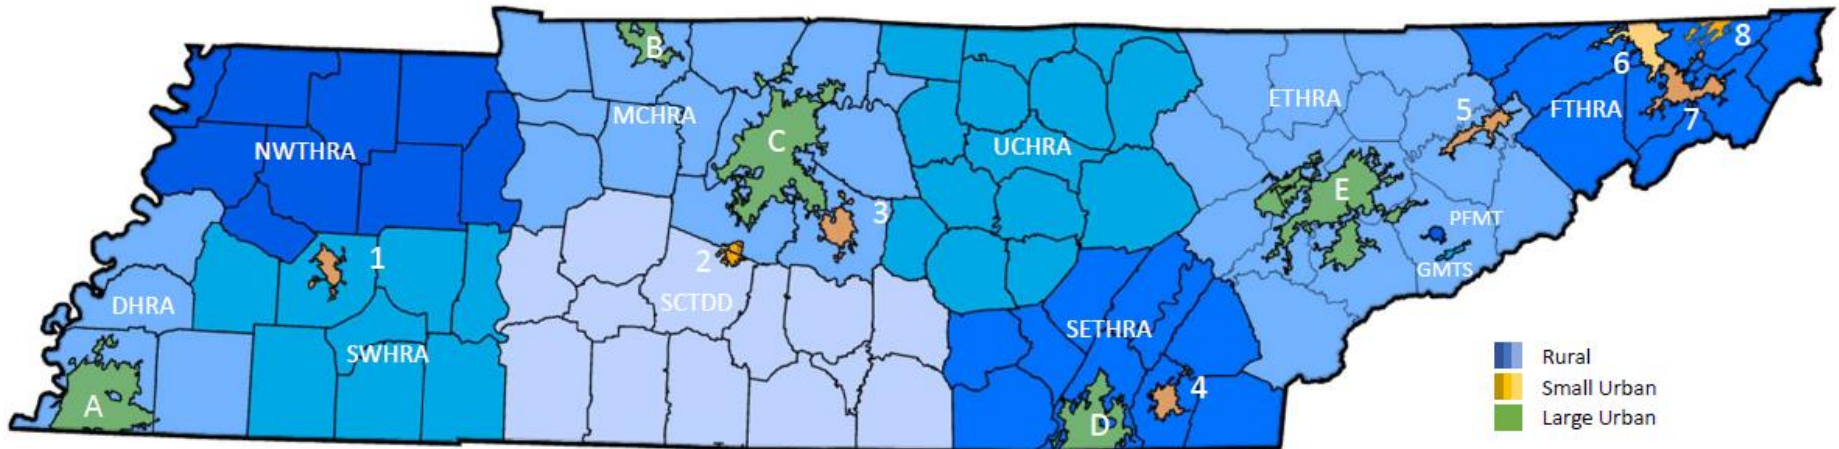 B
8
6
ETHRA
5
FTHRA
MCHRA
7
C
UCHRA
NWTHRA
E
3
PFMT
1
2
GMTS
DHRA
SCTDD
SETHRA
SWHRA
Rural
4
Small Urban
A
Large Urban
D